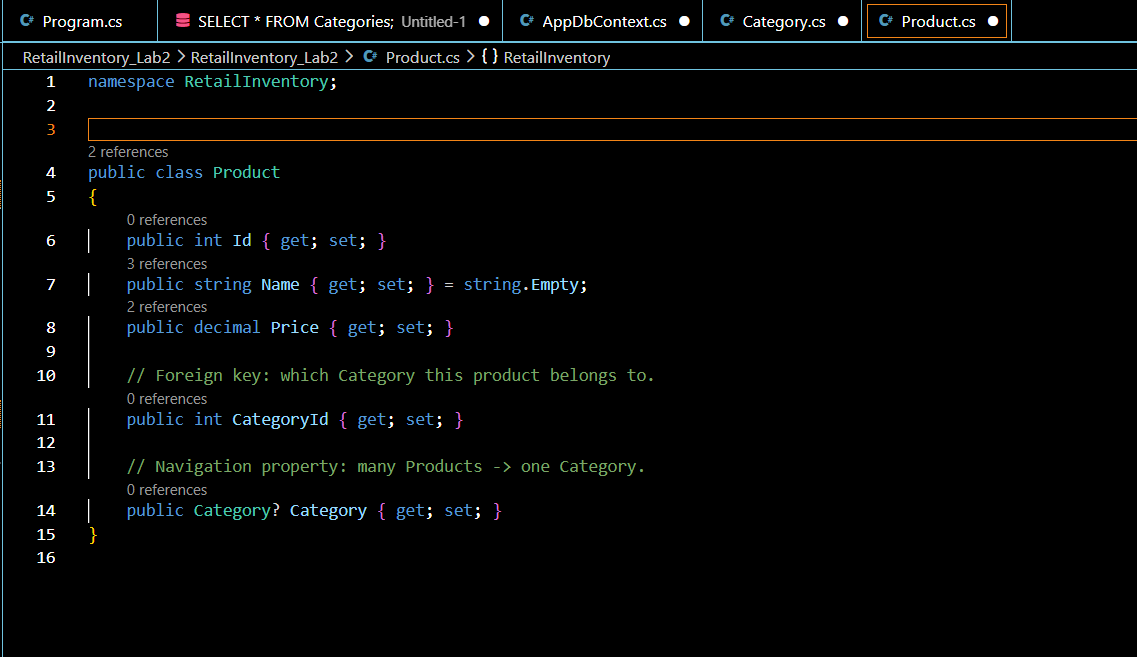 C# Program.cs
SELECT * FROM Categories; Untitled-1
C# AppDbContext.cs
C# Category.cs
C# Product.cs
RetailInventory_Lab2 > RetailInventory_Lab2 > C# Product.cs > {} RetailInventory
1 namespace RetailInventory;
2
3
2 references
4 public class Product
5 {
0 references
6 public int Id { get; set; }
3 references
7 public string Name { get; set; } = string.Empty;
2 references
8 public decimal Price { get; set; }
9
10 // Foreign key: which Category this product belongs to.
0 references
11 public int CategoryId { get; set; }
12
13 // Navigation property: many Products -> one Category.
0 references
14 public Category? Category { get; set; }
15 }
16